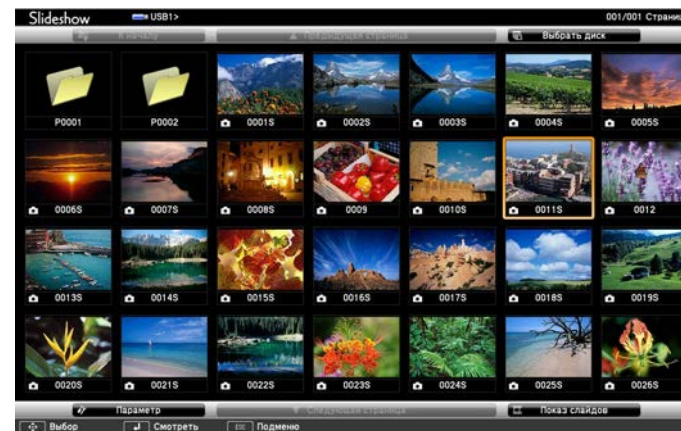 Slideshow USB1> 001/001 Страниц
К началу Предыдущая страница Выбрать диск
P0001 P0002 0001S 0002S 0003S 0004S 0005S
0006S 0007S 0008S 0009 0010S 0011S 0012
0013S 0014S 0015S 0016S 0017S 0018S 0019S
0020S 0021S 0022S 0023S 0024S 0025S 0026S
Параметр Следующая страница Показ слайдов
Выбор Смотреть Esc Подменю